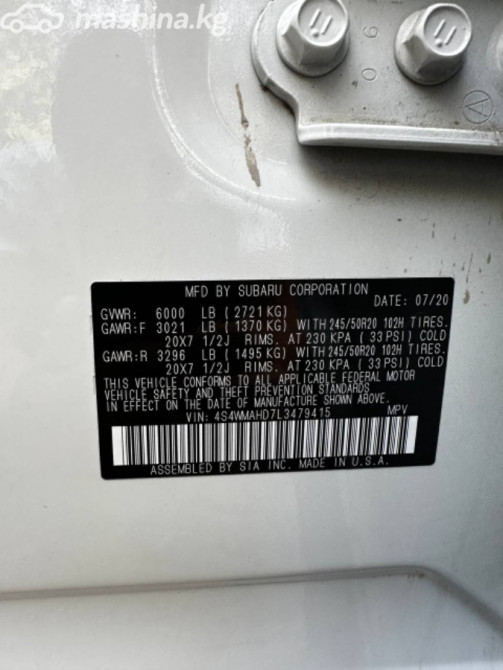 mashina.kg
MFD BY SUBARU CORPORATION
DATE: 07/20
GVWR: 6000 LB ( 2721 KG)
GAWR:F 3021 LB ( 1370 KG) WITH 245/50R20 102H TIRES.
20X7 1/2J RIMS. AT 230 KPA ( 33 PSI) COLD
GAWR:R 3296 LB ( 1495 KG) WITH 245/50R20 102H TIRES.
20X7 1/2J RIMS. AT 230 KPA ( 33 PSI) COLD
THIS VEHICLE CONFORMS TO ALL APPLICABLE FEDERAL MOTOR
VEHICLE SAFETY AND THEFT PREVENTION STANDARDS
IN EFFECT ON THE DATE OF MANUFACTURE SHOWN ABOVE.
VIN: 4S4WMAHD7L3479415 MPV
ASSEMBLED BY SIA INC. MADE IN U.S.A.